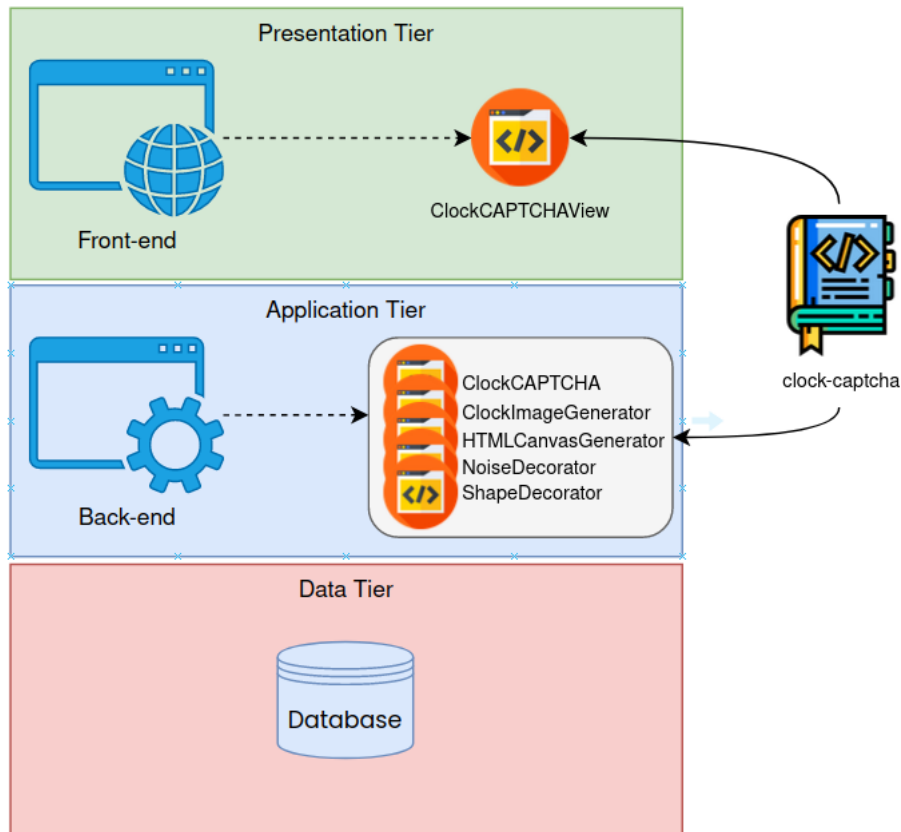 Presentation Tier
ClockCAPTCHAView
Front-end
Application Tier
clock-captcha
ClockCAPTCHA
ClockImageGenerator
HTMLCanvasGenerator
NoiseDecorator
ShapeDecorator
Back-end
Data Tier
Database